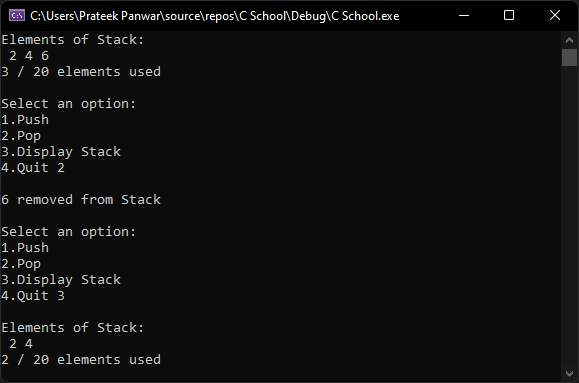 C:\Users\Prateek Panwar\source\repos\C School\Debug\C School.exe
Elements of Stack:
2 4 6
3 / 20 elements used
Select an option:
1.Push
2.Pop
3.Display Stack
4.Quit 2
6 removed from Stack
Select an option:
1.Push
2.Pop
3.Display Stack
4.Quit 3
Elements of Stack:
2 4
2 / 20 elements used